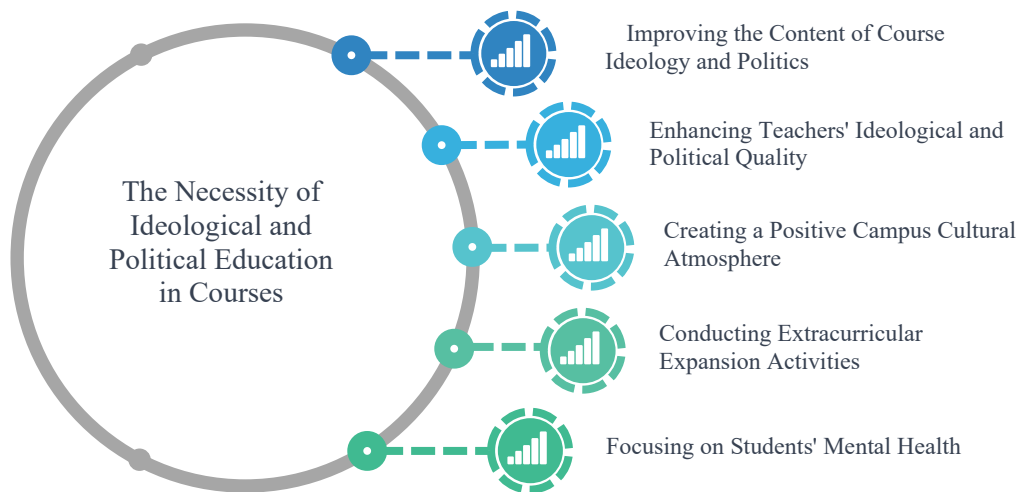 The Necessity of
Ideological and
Political Education
in Courses
Improving the Content of Course
Ideology and Politics
Enhancing Teachers' Ideological and
Political Quality
Creating a Positive Campus Cultural
Atmosphere
Conducting Extracurricular
Expansion Activities
Focusing on Students' Mental Health